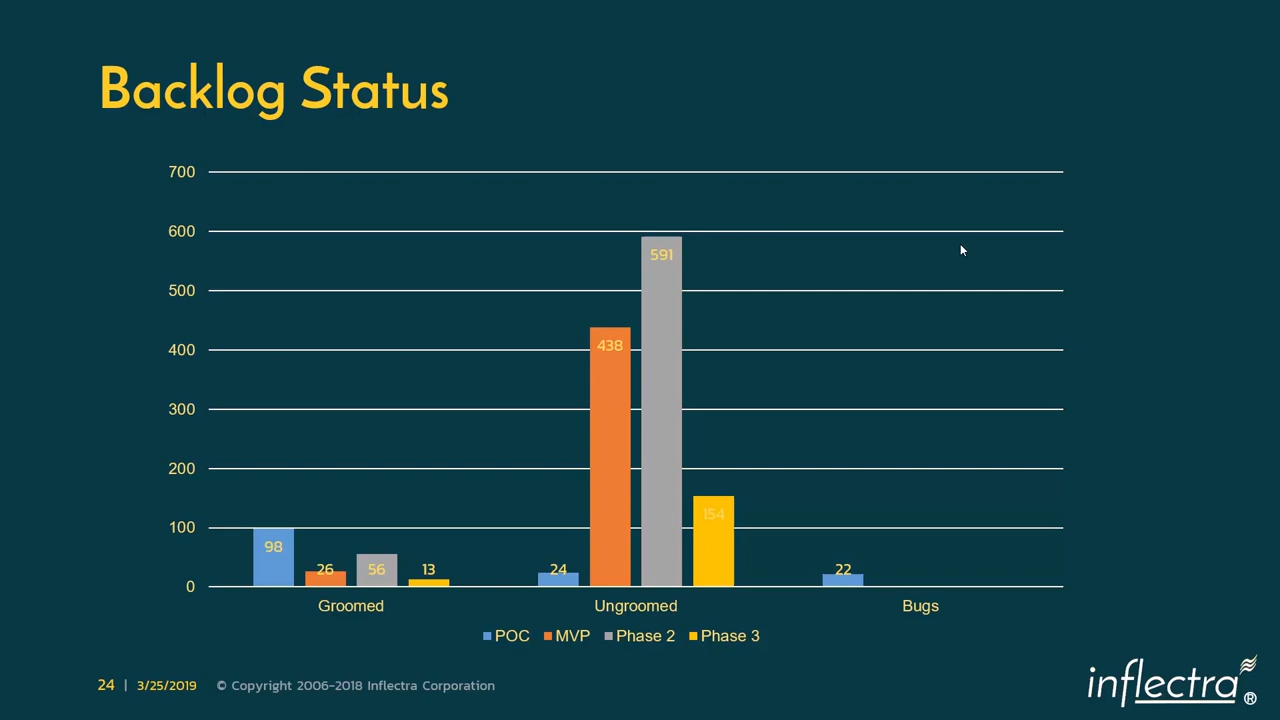 Backlog Status
700
600
500
400
300
200
100
0
98
26
56
13
24
438
591
154
22
Groomed
Ungroomed
Bugs
POC MVP Phase 2 Phase 3
24 | 3/25/2019 © Copyright 2006-2018 Inflectra Corporation
inflectra®